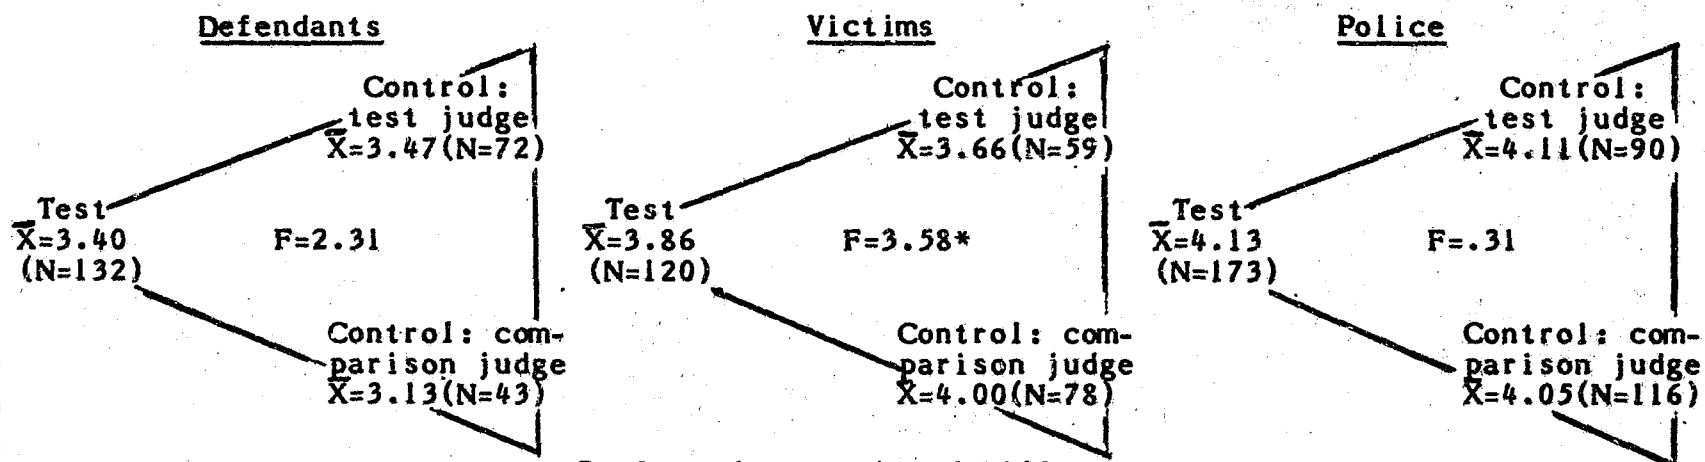 Defendants
Control:
test judge
X̄=3.47(N=72)
Test
X̄=3.40
(N=132)
F=2.31
Control: com-
parison judge
X̄=3.13(N=43)
Victims
Control:
test judge
X̄=3.66(N=59)
Test
X̄=3.86
(N=120)
F=3.58*
Control: com-
parison judge
X̄=4.00(N=78)
Police
Control:
test judge
X̄=4.11(N=90)
Test
X̄=4.13
(N=173)
F=.31
Control: com-
parison judge
X̄=4.05(N=116)